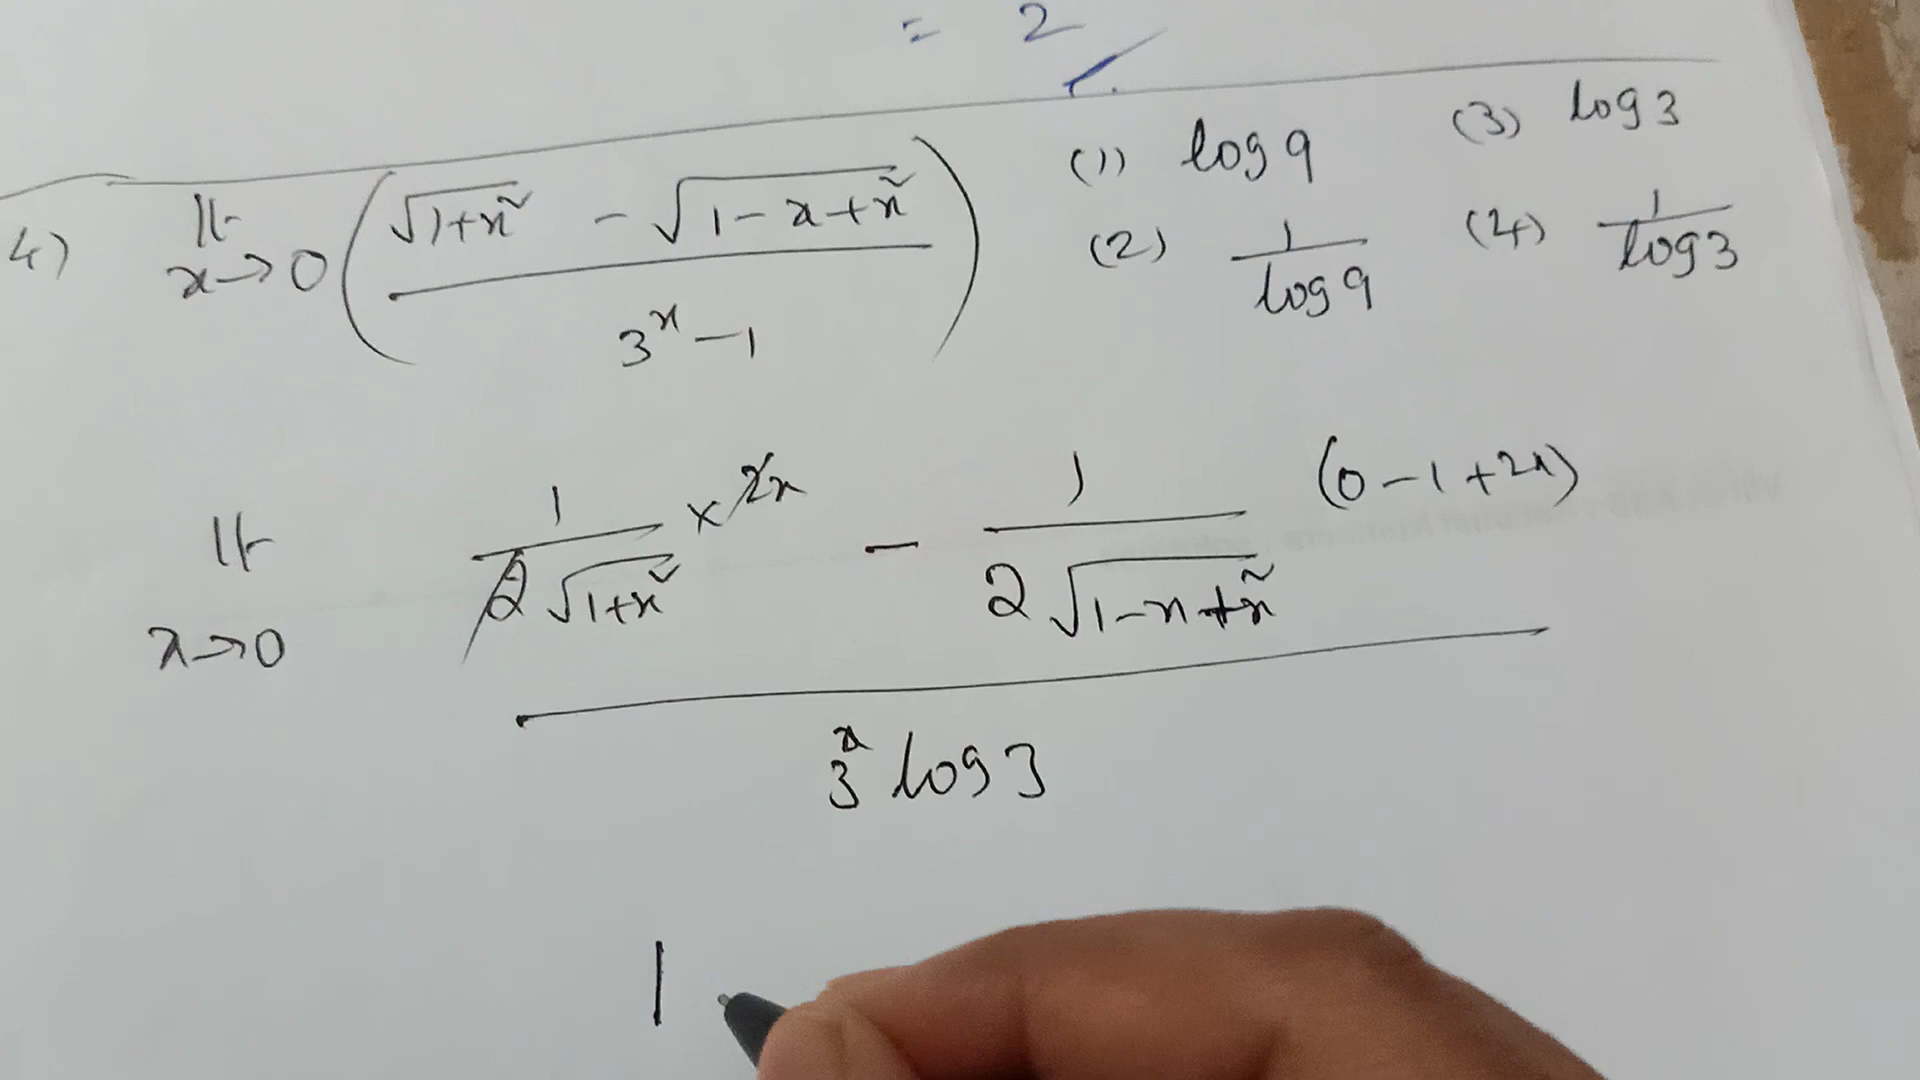 = 2
4) lt x→0 ( (√1+x² - √1-x+x²) / (3^x - 1) ) (1) log 9 (3) log 3
(2) 1/log 9 (4) 1/log 3
lt x→0 ( 1/(2√1+x²) × 2x - 1/(2√1-x+x²) (0-1+2x) ) / (3^x log 3)